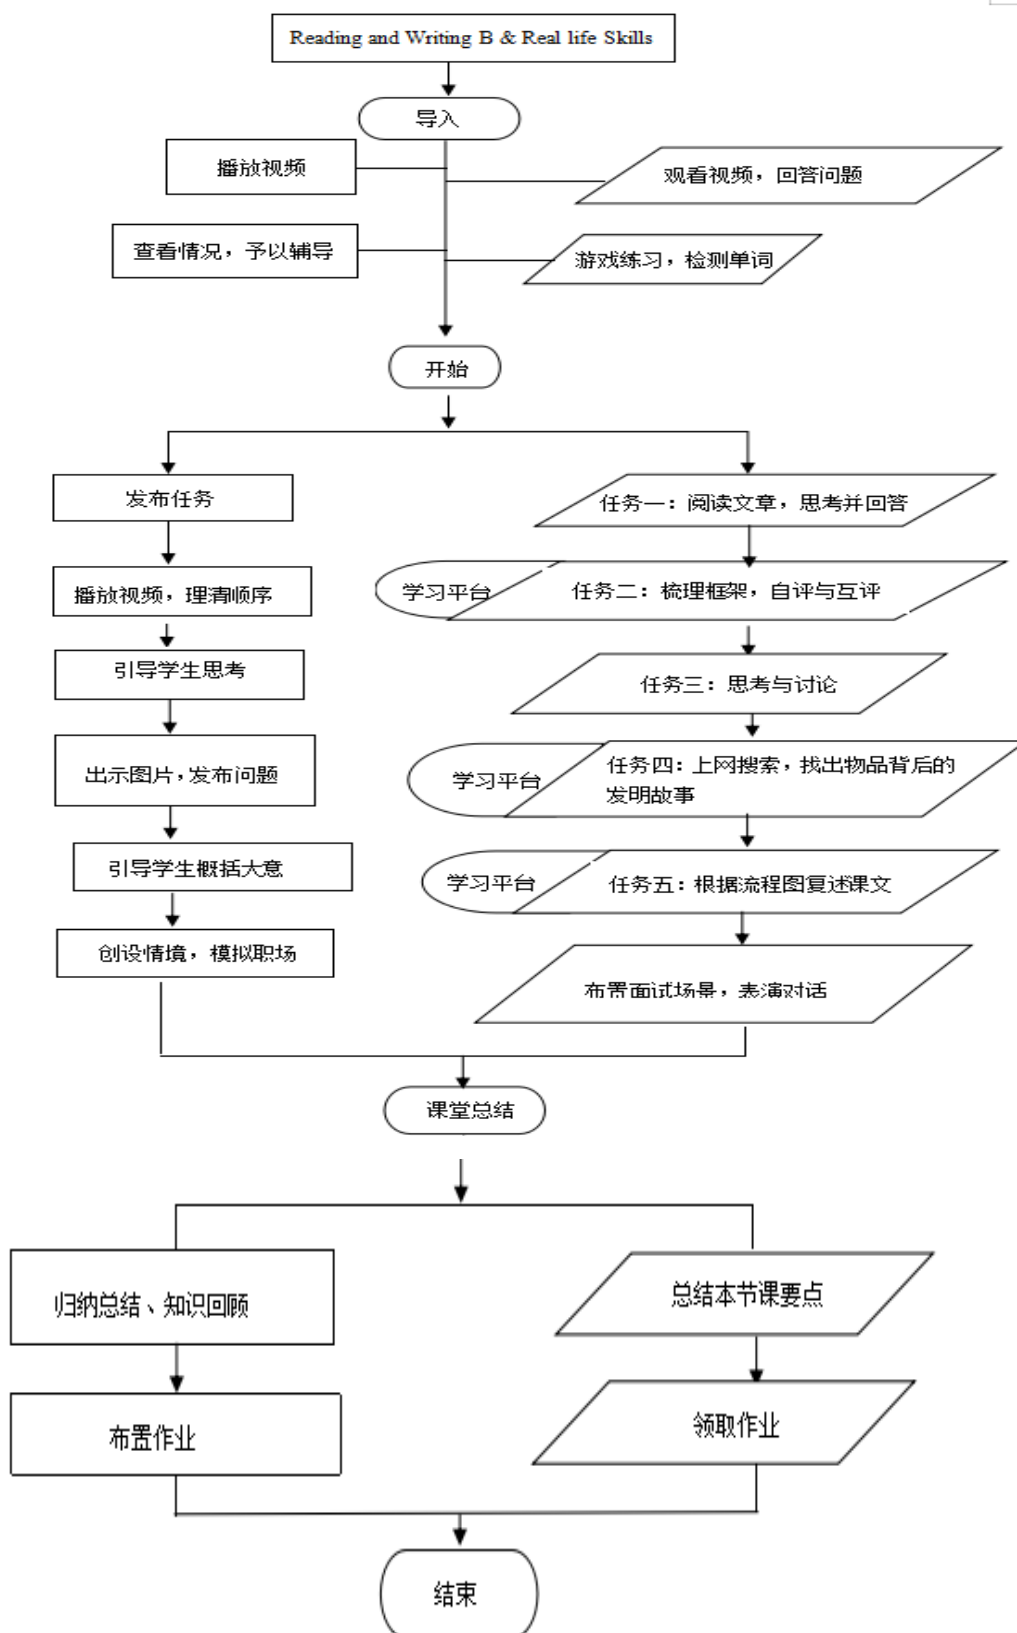 Reading and Writing B & Real life Skills
导入
播放视频
观看视频，回答问题
查看情况，予以辅导
游戏练习，检测单词
开始
发布任务
任务一：阅读文章，思考并回答
播放视频，理清顺序
学习平台
任务二：梳理框架，自评与互评
引导学生思考
任务三：思考与讨论
出示图片，发布问题
学习平台
任务四：上网搜索，找出物品背后的
发明故事
引导学生概括大意
学习平台
任务五：根据流程图复述课文
创设情境，模拟职场
布置面试场景，表演对话
课堂总结
归纳总结、知识回顾
总结本节课要点
布置作业
领取作业
结束